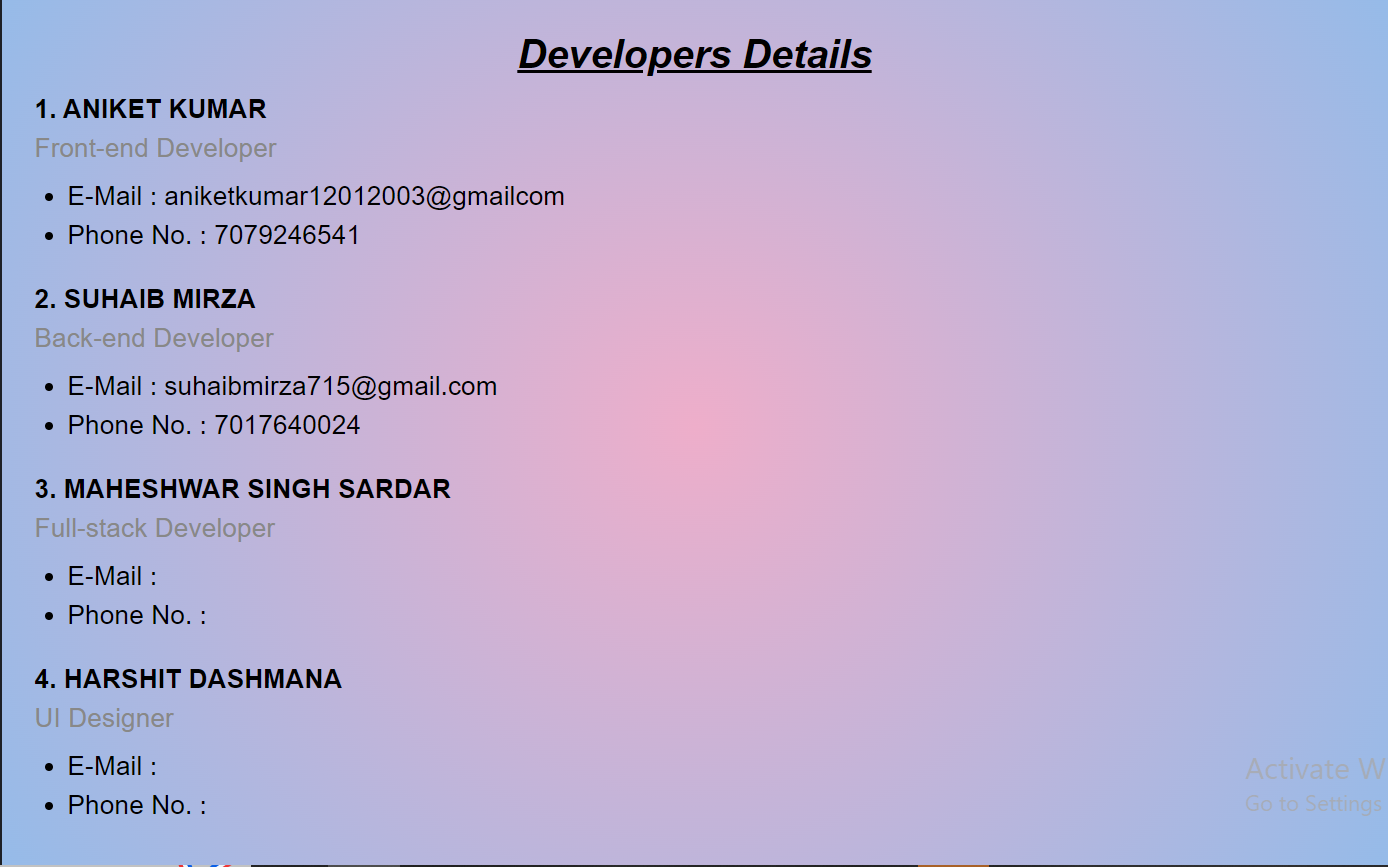 Developers Details
1. ANIKET KUMAR
Front-end Developer
E-Mail : aniketkumar12012003@gmailcom
Phone No. : 7079246541
2. SUHAIB MIRZA
Back-end Developer
E-Mail : suhaibmirza715@gmail.com
Phone No. : 7017640024
3. MAHESHWAR SINGH SARDAR
Full-stack Developer
E-Mail :
Phone No. :
4. HARSHIT DASHMANA
UI Designer
E-Mail :
Phone No. :
Activate W
Go to Settings